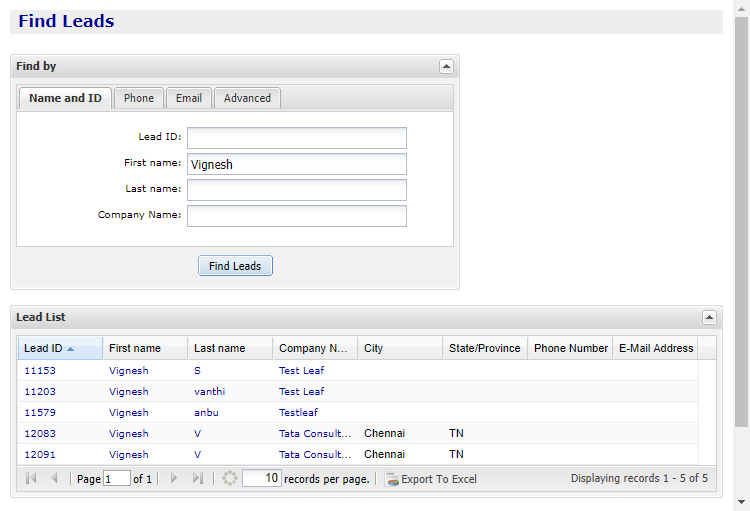 Find Leads
Find by
Name and ID Phone Email Advanced
Lead ID:
First name: Vignesh
Last name:
Company Name:
Find Leads
Lead List
Lead ID First name Last name Company N... City State/Province Phone Number E-Mail Address
11153 Vignesh S Test Leaf
11203 Vignesh vanthi Test Leaf
11579 Vignesh anbu Testleaf
12083 Vignesh V Tata Consult... Chennai TN
12091 Vignesh V Tata Consult... Chennai TN
Page 1 of 1 10 records per page. Export To Excel Displaying records 1 - 5 of 5